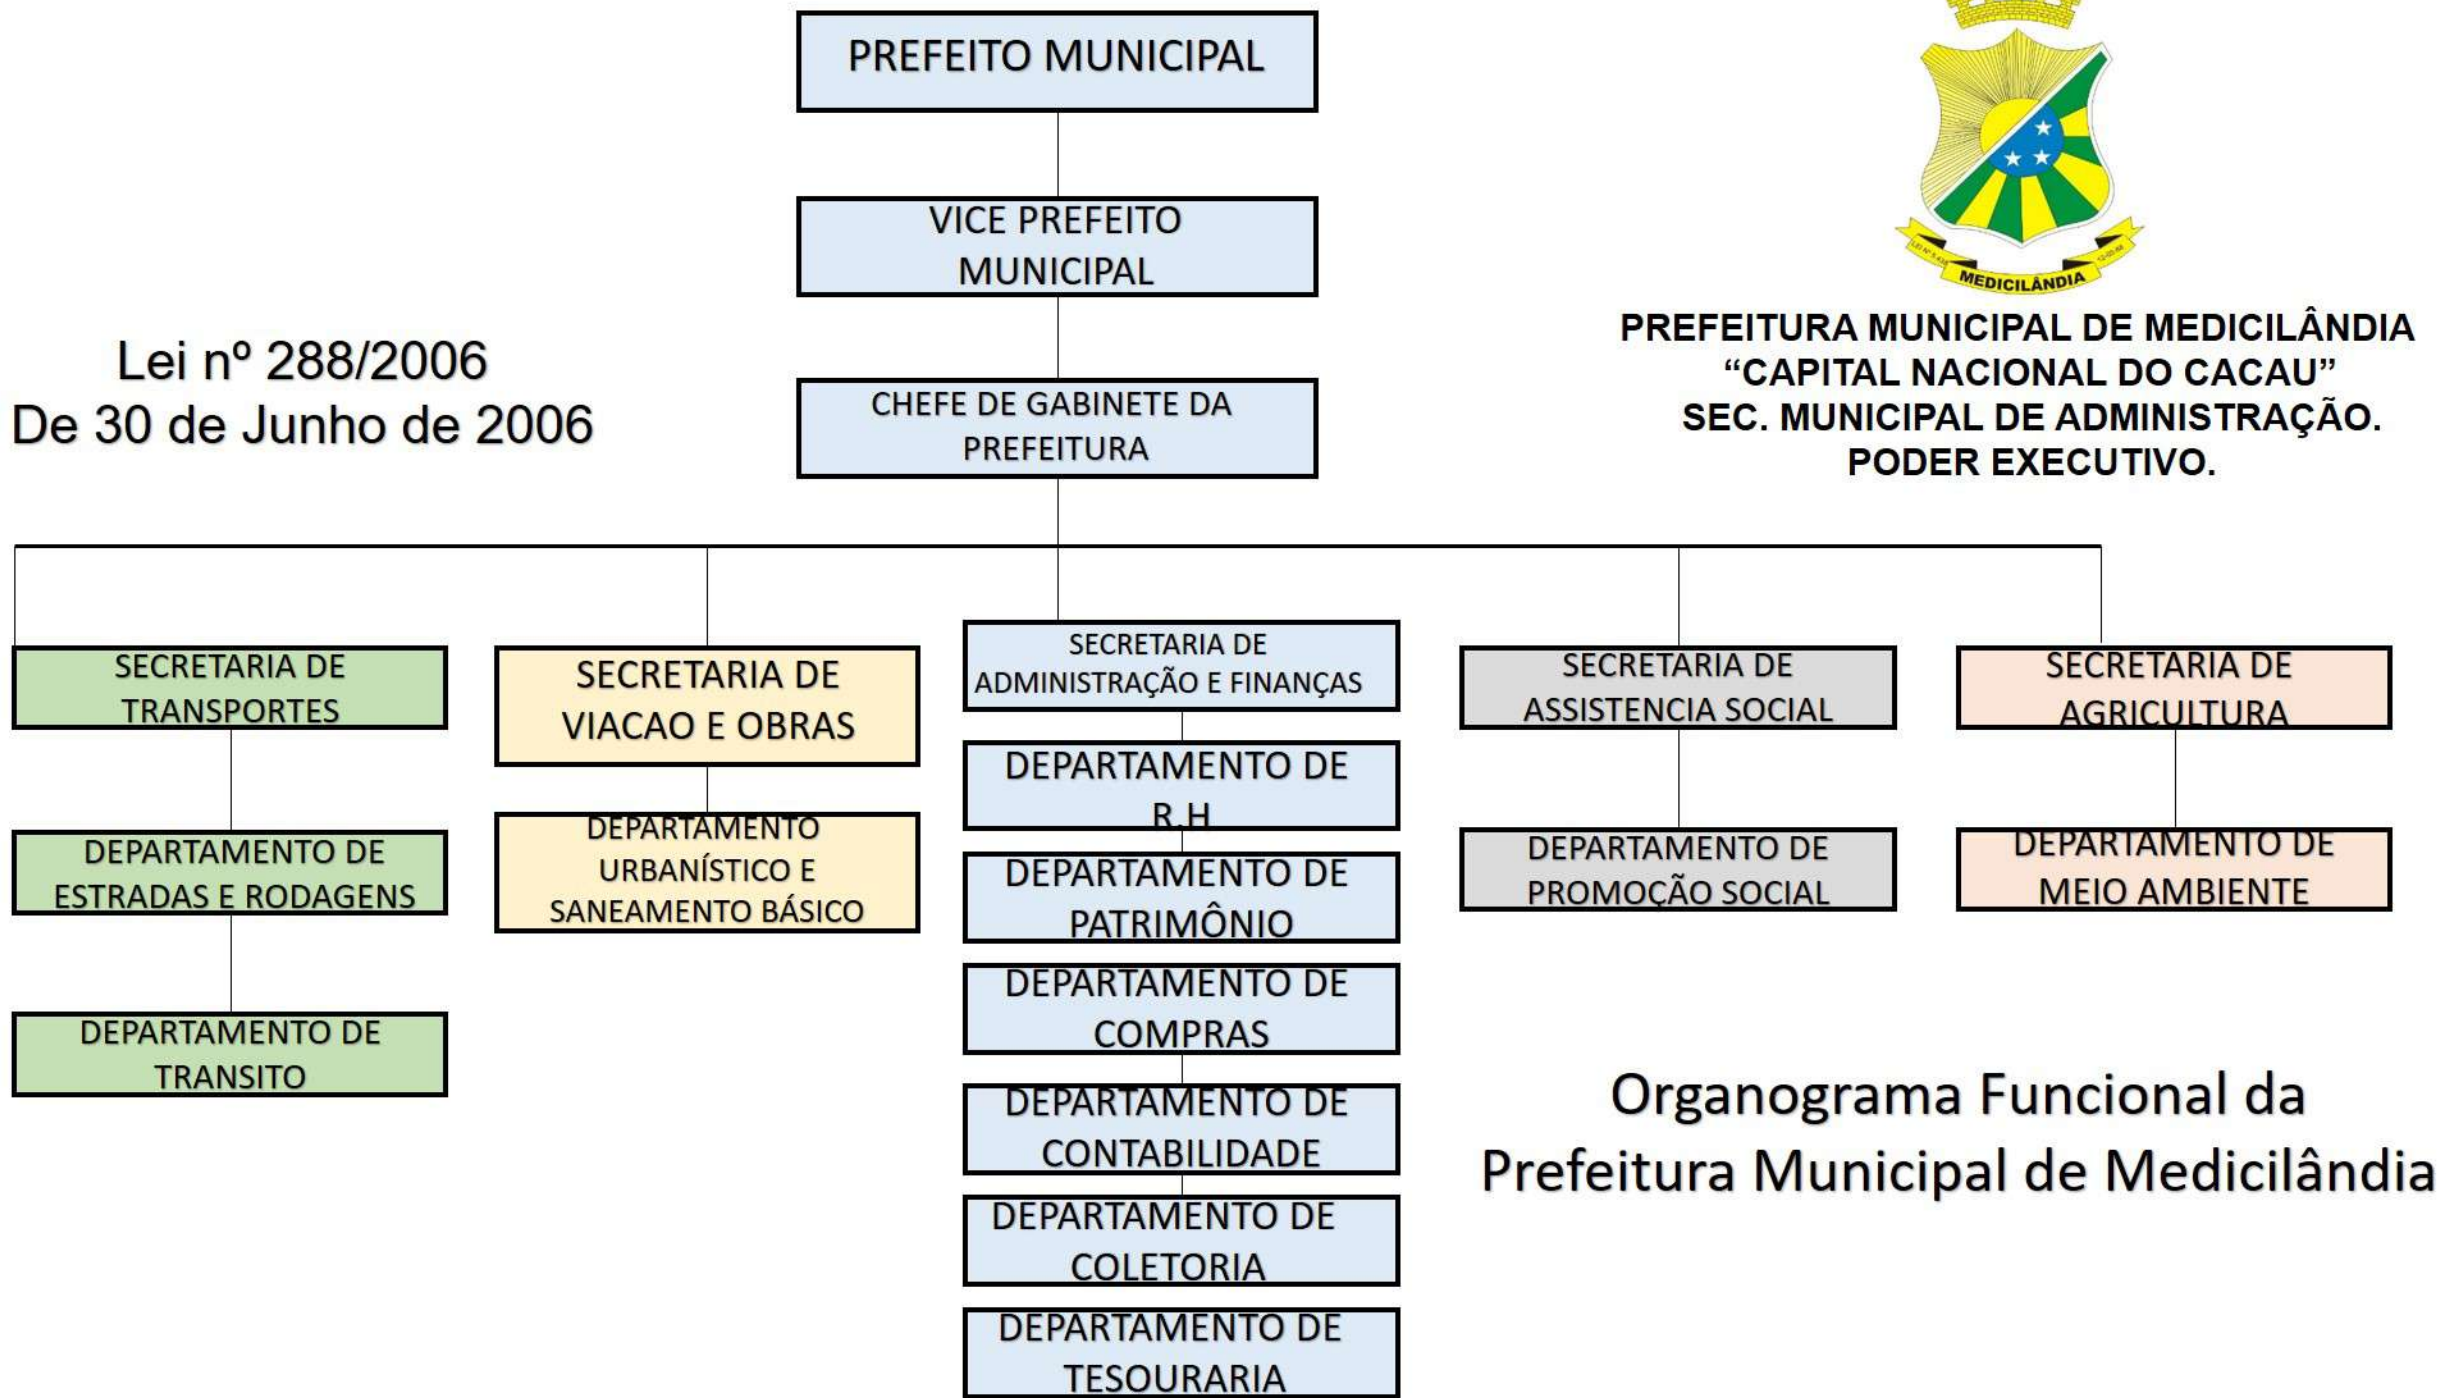 PREFEITO MUNICIPAL
VICE PREFEITO
MUNICIPAL
CHEFE DE GABINETE DA
PREFEITURA
Lei nº 288/2006
De 30 de Junho de 2006
MEDICILÂNDIA
PREFEITURA MUNICIPAL DE MEDICILÂNDIA
“CAPITAL NACIONAL DO CACAU”
SEC. MUNICIPAL DE ADMINISTRAÇÃO.
PODER EXECUTIVO.
SECRETARIA DE
TRANSPORTES
DEPARTAMENTO DE
ESTRADAS E RODAGENS
DEPARTAMENTO DE
TRANSITO
SECRETARIA DE
VIACAO E OBRAS
DEPARTAMENTO
URBANÍSTICO E
SANEAMENTO BÁSICO
SECRETARIA DE
ADMINISTRAÇÃO E FINANÇAS
DEPARTAMENTO DE
R.H
DEPARTAMENTO DE
PATRIMÔNIO
DEPARTAMENTO DE
COMPRAS
DEPARTAMENTO DE
CONTABILIDADE
DEPARTAMENTO DE
COLETORIA
DEPARTAMENTO DE
TESOURARIA
SECRETARIA DE
ASSISTENCIA SOCIAL
DEPARTAMENTO DE
PROMOÇÃO SOCIAL
SECRETARIA DE
AGRICULTURA
DEPARTAMENTO DE
MEIO AMBIENTE
Organograma Funcional da
Prefeitura Municipal de Medicilândia